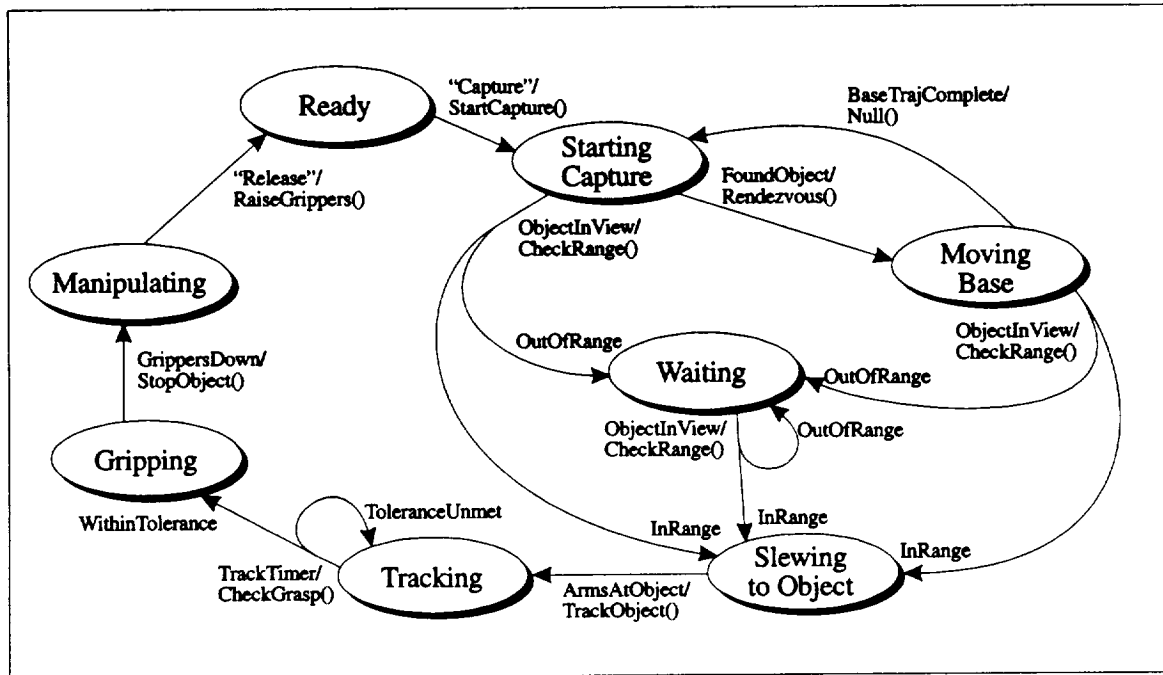 Ready
"Capture"/
StartCapture()
BaseTrajComplete/
Null()
Starting
Capture
FoundObject/
Rendezvous()
"Release"/
RaiseGrippers()
ObjectInView/
CheckRange()
Moving
Base
Manipulating
ObjectInView/
CheckRange()
OutOfRange
Waiting
OutOfRange
GrippersDown/
StopObject()
ObjectInView/
CheckRange()
OutOfRange
Gripping
WithinTolerance
ToleranceUnmet
InRange
InRange
InRange
Slewing
to Object
TrackTimer/
CheckGrasp()
Tracking
ArmsAtObject/
TrackObject()